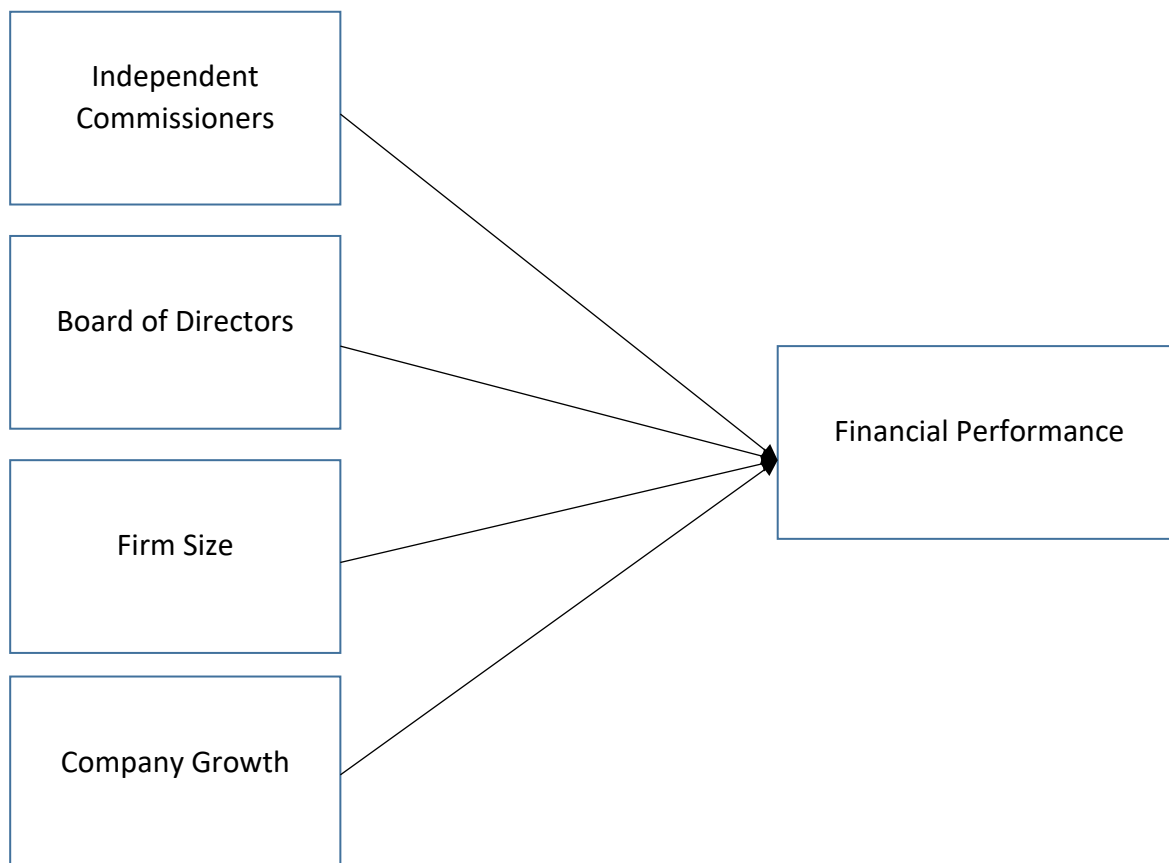 Independent
Commissioners
Board of Directors
Financial Performance
Firm Size
Company Growth